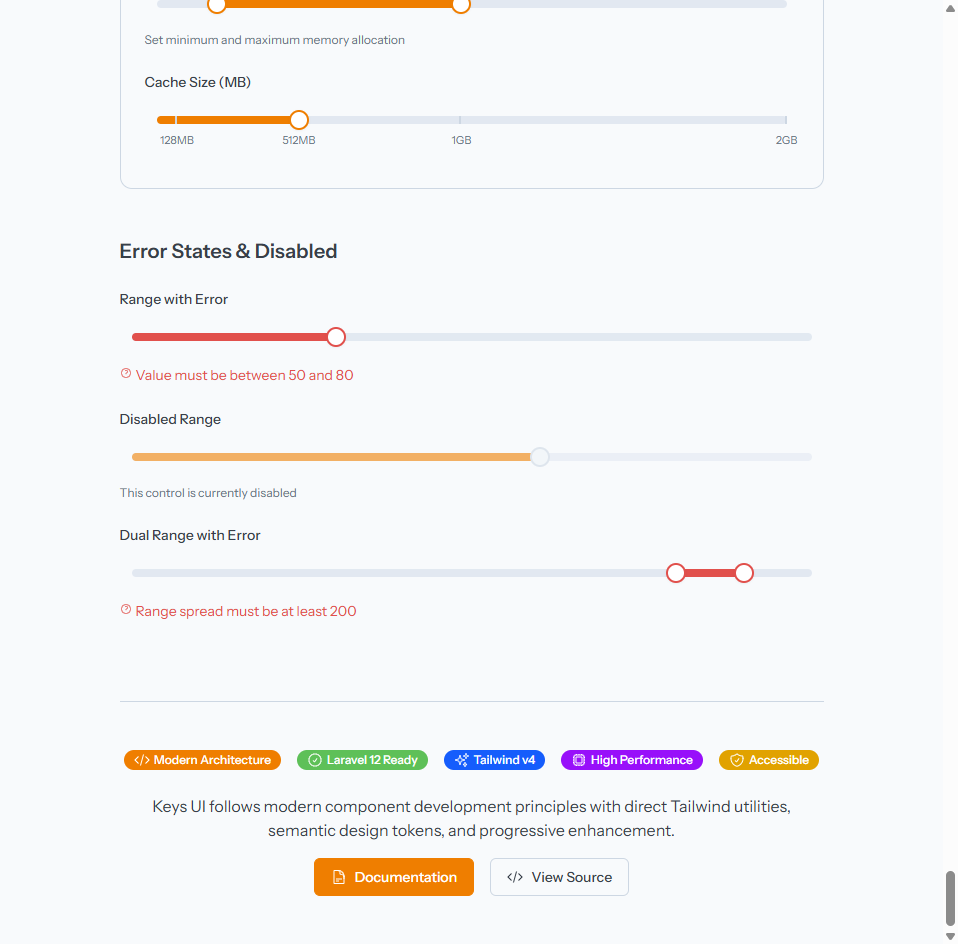 Set minimum and maximum memory allocation
Cache Size (MB)
128MB 512MB 1GB 2GB
Error States & Disabled
Range with Error
Value must be between 50 and 80
Disabled Range
This control is currently disabled
Dual Range with Error
Range spread must be at least 200
Modern Architecture Laravel 12 Ready Tailwind v4 High Performance Accessible
Keys UI follows modern component development principles with direct Tailwind utilities,
semantic design tokens, and progressive enhancement.
Documentation View Source